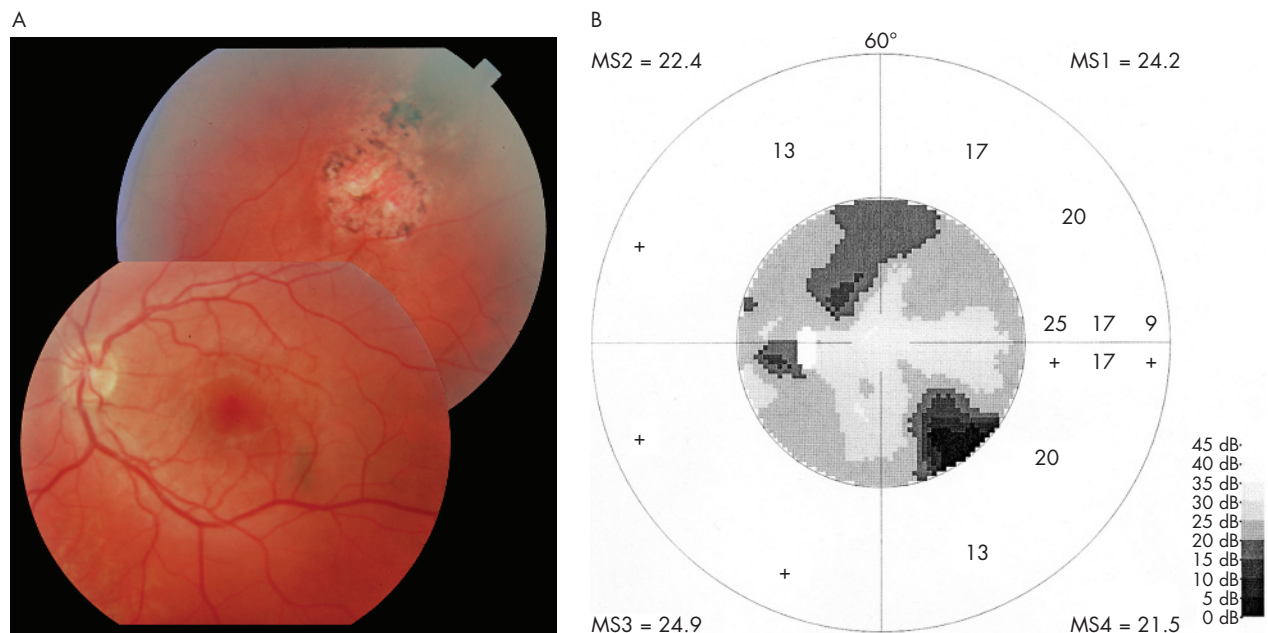 A
B
60°
MS2 = 22.4
MS1 = 24.2
13
17
20
+
25 17 9
+ 17 +
+
20
13
+
MS3 = 24.9
MS4 = 21.5
45 dB
40 dB
35 dB
30 dB
25 dB
20 dB
15 dB
10 dB
5 dB
0 dB